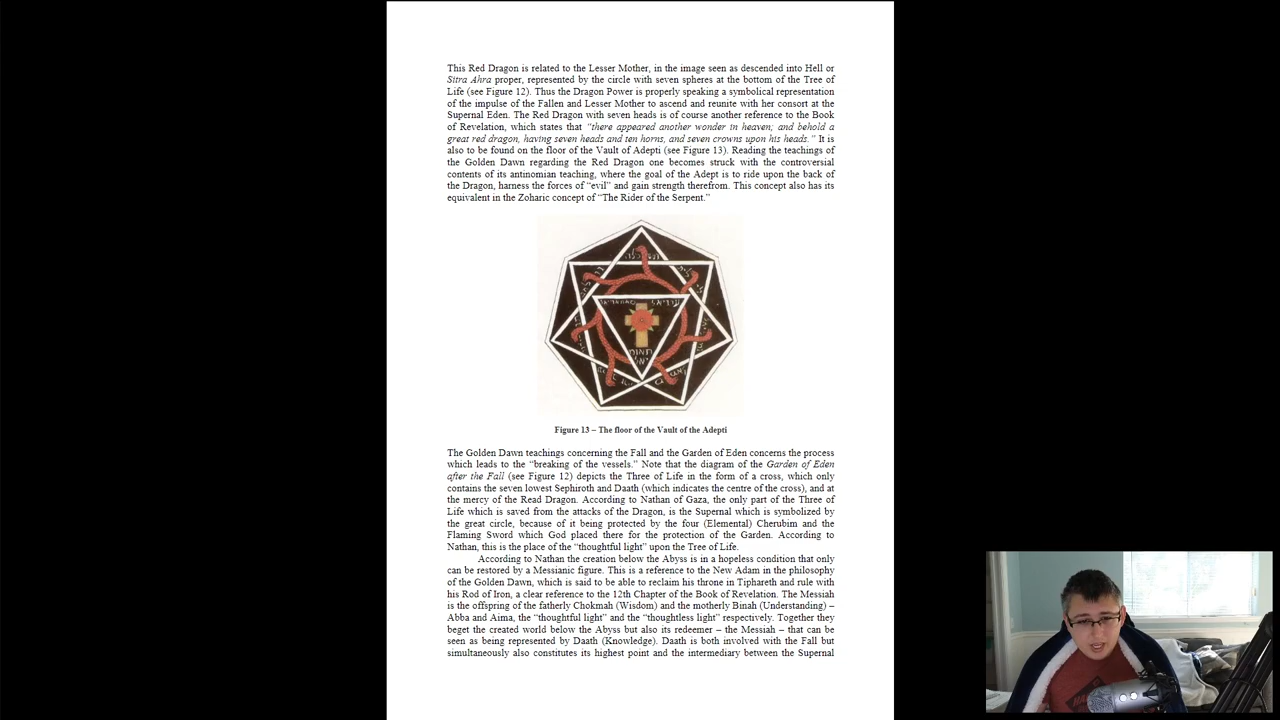 This Red Dragon is related to the Lesser Mother, in the image seen as descended into Hell or
Sitra Ahra proper, represented by the circle with seven spheres at the bottom of the Tree of
Life (see Figure 12). Thus the Dragon Power is properly speaking a symbolical representation
of the impulse of the Fallen and Lesser Mother to ascend and reunite with her consort at the
Supernal Eden. The Red Dragon with seven heads is of course another reference to the Book
of Revelation, which states that "there appeared another wonder in heaven; and behold a
great red dragon, having seven heads and ten horns, and seven crowns upon his heads." It is
also to be found on the floor of the Vault of Adepti (see Figure 13). Reading the teachings of
the Golden Dawn regarding the Red Dragon one becomes struck with the controversial
contents of its antinomian teaching, where the goal of the Adept is to ride upon the back of
the Dragon, harness the forces of "evil" and gain strength therefrom. This concept also has its
equivalent in the Zoharic concept of "The Rider of the Serpent."
Figure 13 – The floor of the Vault of the Adepti
The Golden Dawn teachings concerning the Fall and the Garden of Eden concerns the process
which leads to the "breaking of the vessels." Note that the diagram of the Garden of Eden
after the Fall (see Figure 12) depicts the Three of Life in the form of a cross, which only
contains the seven lowest Sephiroth and Daath (which indicates the centre of the cross), and at
the mercy of the Read Dragon. According to Nathan of Gaza, the only part of the Three of
Life which is saved from the attacks of the Dragon, is the Supernal which is symbolized by
the great circle, because of it being protected by the four (Elemental) Cherubim and the
Flaming Sword which God placed there for the protection of the Garden. According to
Nathan, this is the place of the "thoughtful light" upon the Tree of Life.
According to Nathan the creation below the Abyss is in a hopeless condition that only
can be restored by a Messianic figure. This is a reference to the New Adam in the philosophy
of the Golden Dawn, which is said to be able to reclaim his throne in Tiphareth and rule with
his Rod of Iron, a clear reference to the 12th Chapter of the Book of Revelation. The Messiah
is the offspring of the fatherly Chokmah (Wisdom) and the motherly Binah (Understanding) –
Abba and Aima, the "thoughtful light" and the "thoughtless light" respectively. Together they
beget the created world below the Abyss but also its redeemer – the Messiah – that can be
seen as being represented by Daath (Knowledge). Daath is both involved with the Fall but
simultaneously also constitutes its highest point and the intermediary between the Supernal